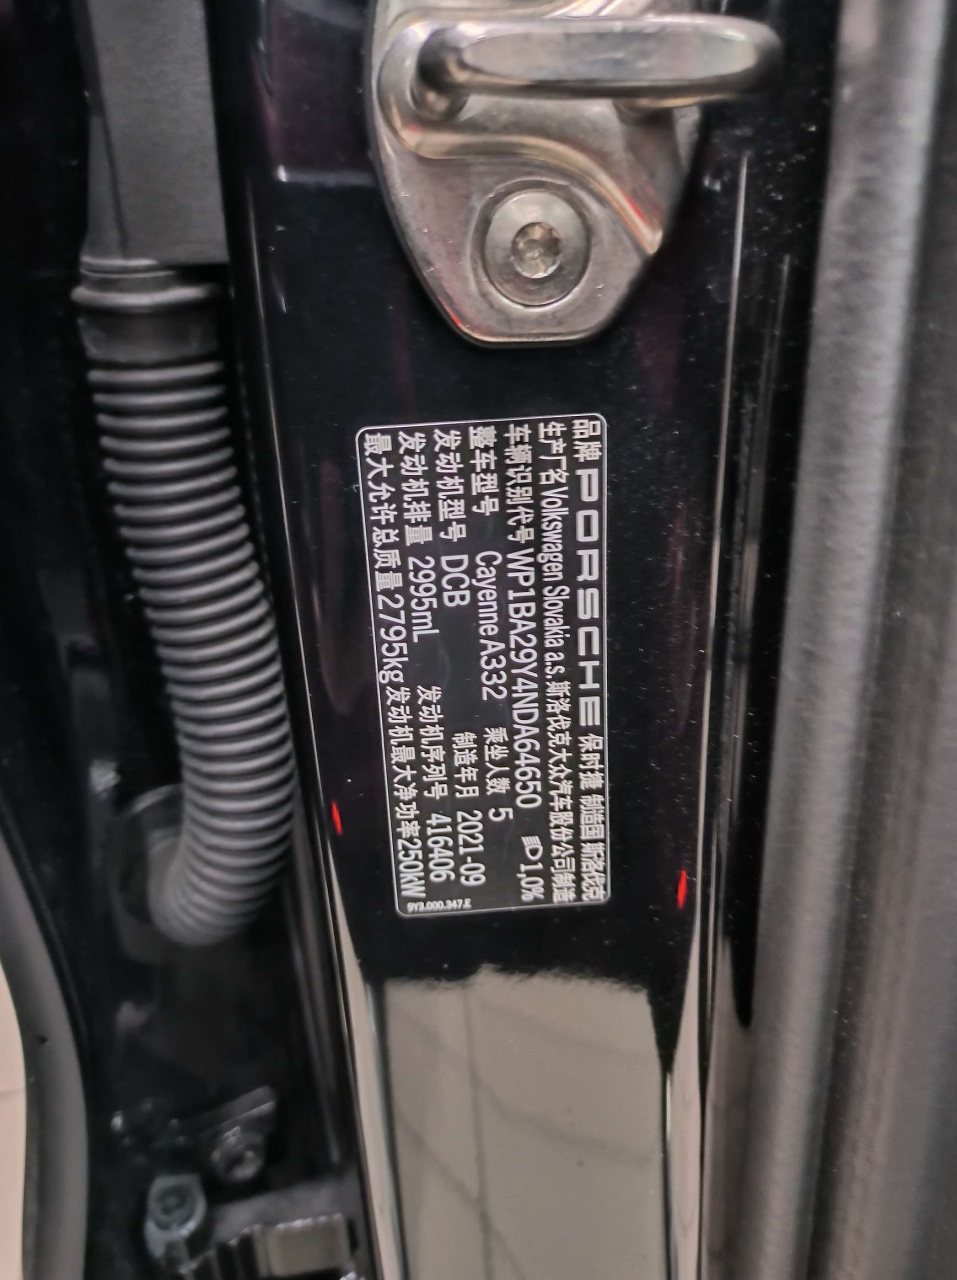 品牌 PORSCHE 保时捷 制造国 斯洛伐克
生产厂名 Volkswagen Slovakia a.s. 斯洛伐克大众汽车股份公司制造
车辆识别代号 WP1BA29Y4NDA64650 1,0%
整车型号 Cayenne A332 乘坐人数 5
发动机型号 DCB 制造年月 2021-09
发动机排量 2995mL 发动机序列号 416406
最大允许总质量 2795kg 发动机最大净功率 250kW
9Y3.000.347.E